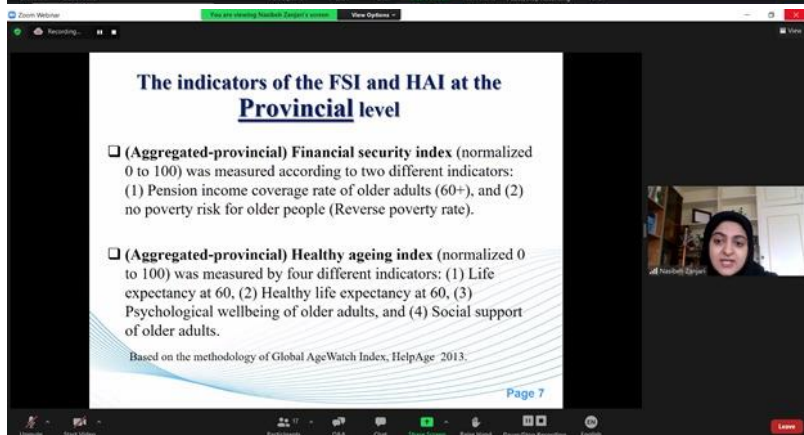 Zoom Webinar
You are viewing Nasibeh Zanjari's screen
View Options
Recording...
View
The indicators of the FSI and HAI at the
Provincial level
(Aggregated-provincial) Financial security index (normalized
0 to 100) was measured according to two different indicators:
(1) Pension income coverage rate of older adults (60+), and (2)
no poverty risk for older people (Reverse poverty rate).
(Aggregated-provincial) Healthy ageing index (normalized 0
to 100) was measured by four different indicators: (1) Life
expectancy at 60, (2) Healthy life expectancy at 60, (3)
Psychological wellbeing of older adults, and (4) Social support
of older adults.
Based on the methodology of Global AgeWatch Index, HelpAge 2013.
Page 7
Nasibeh Zanjari
17
EN
Leave